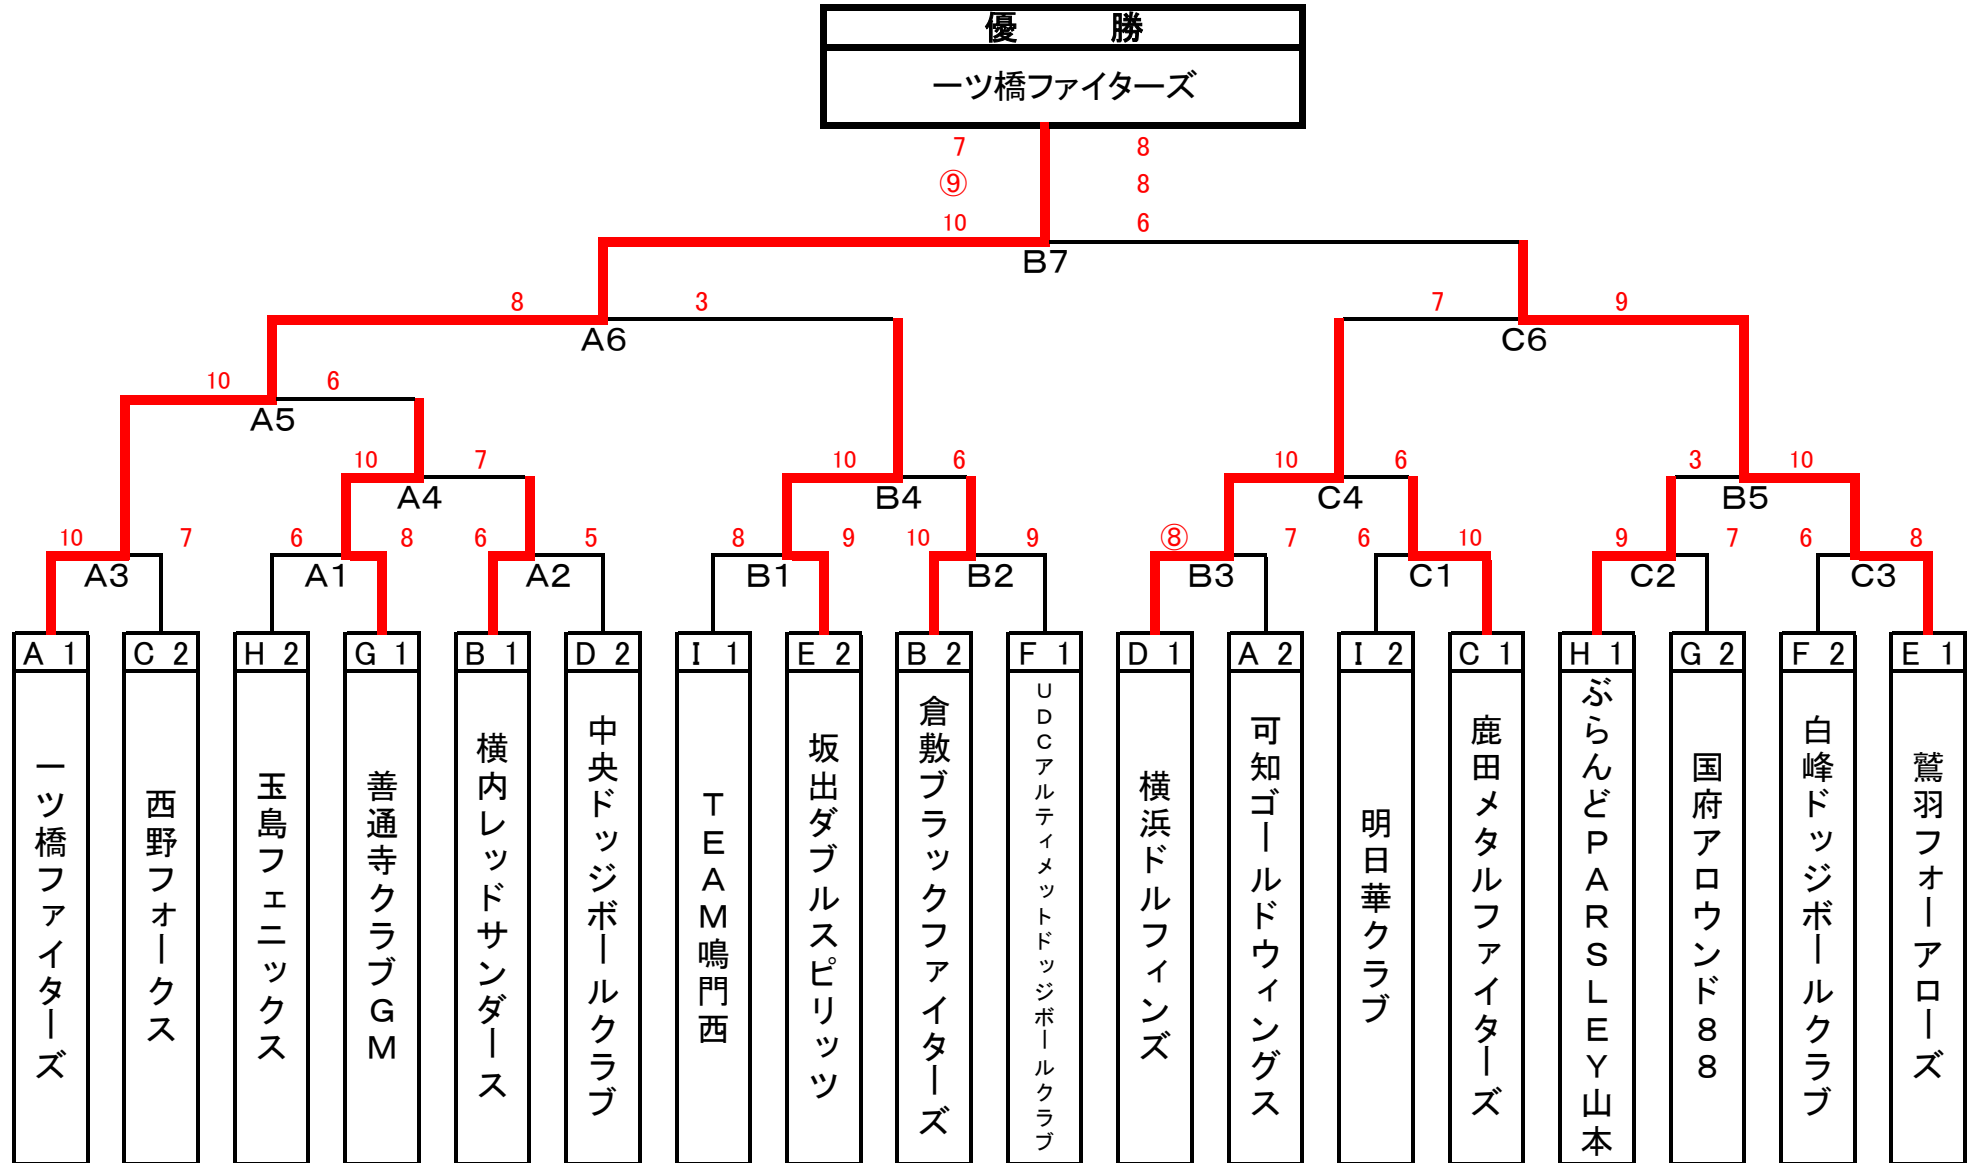 優　勝
一ツ橋ファイターズ
7 8
⑨ 8
10 6
B7
8 3 7 9
A6 C6
10 6
A5
10 7 10 6 10 6 3 10
A4 B4 C4 B5
10 7 6 8 6 5 8 9 10 9 ⑧ 7 6 10 9 7 6 8
A3 A1 A2 B1 B2 B3 C1 C2 C3
A 1 C 2 H 2 G 1 B 1 D 2 I 1 E 2 B 2 F 1 D 1 A 2 I 2 C 1 H 1 G 2 F 2 E 1
一ツ橋ファイターズ
西野フォークス
玉島フェニックス
善通寺クラブGM
横内レッドサンダース
中央ドッジボールクラブ
TEAM鳴門西
坂出ダブルスピリッツ
倉敷ブラックファイターズ
UDCアルティメットドッジボールクラブ
横浜ドルフィンズ
可知ゴールドウィングス
明日華クラブ
鹿田メタルファイターズ
ぶらんどPARSLEY山本
国府アロウンド88
白峰ドッジボールクラブ
鷲羽フォーアローズ